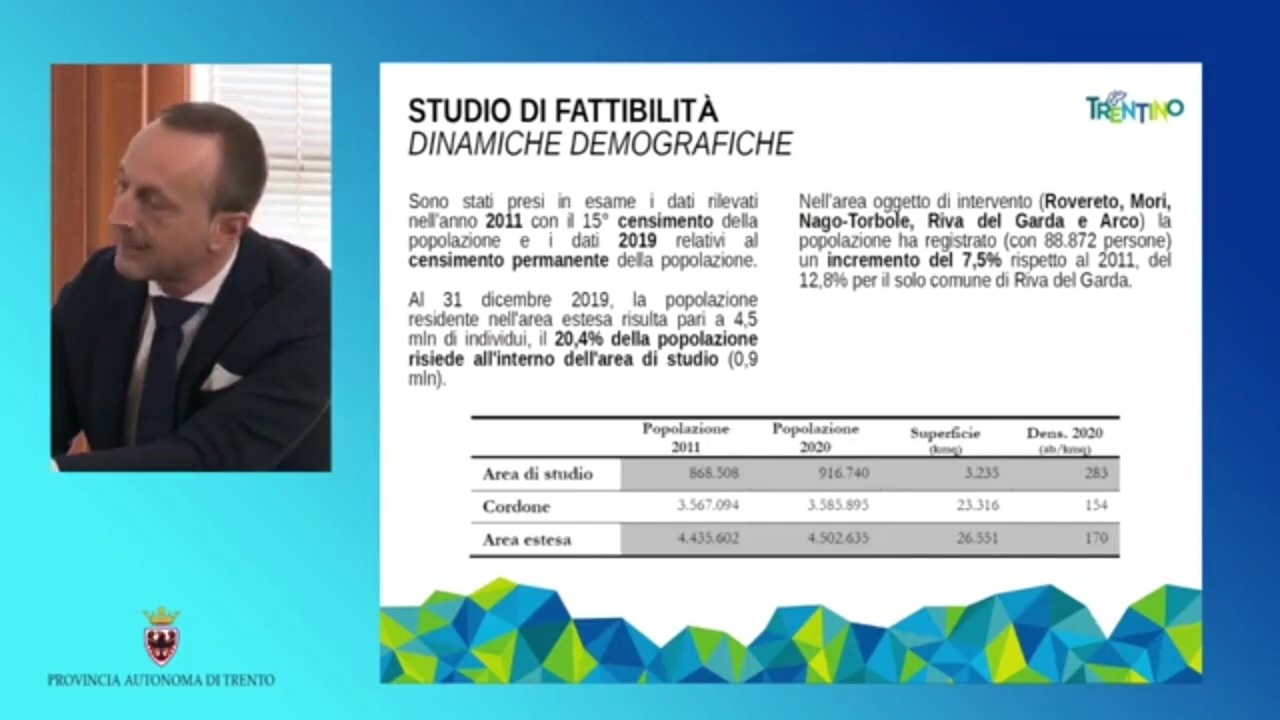 STUDIO DI FATTIBILITÀ
DINAMICHE DEMOGRAFICHE
TRENTINO
Sono stati presi in esame i dati rilevati
nell'anno 2011 con il 15° censimento della
popolazione e i dati 2019 relativi al
censimento permanente della popolazione.
Al 31 dicembre 2019, la popolazione
residente nell'area estesa risulta pari a 4,5
mln di individui, il 20,4% della popolazione
risiede all'interno dell'area di studio (0,9
mln).
Nell'area oggetto di intervento (Rovereto, Mori,
Nago-Torbole, Riva del Garda e Arco) la
popolazione ha registrato (con 88.872 persone)
un incremento del 7,5% rispetto al 2011, del
12,8% per il solo comune di Riva del Garda.
Popolazione 2011 Popolazione 2020 Superficie (kmq) Dens. 2020 (ab/kmq)
Area di studio 868.508 916.740 3.235 283
Cordone 3.567.094 3.585.895 23.316 154
Area estesa 4.435.602 4.502.635 26.551 170
PROVINCIA AUTONOMA DI TRENTO